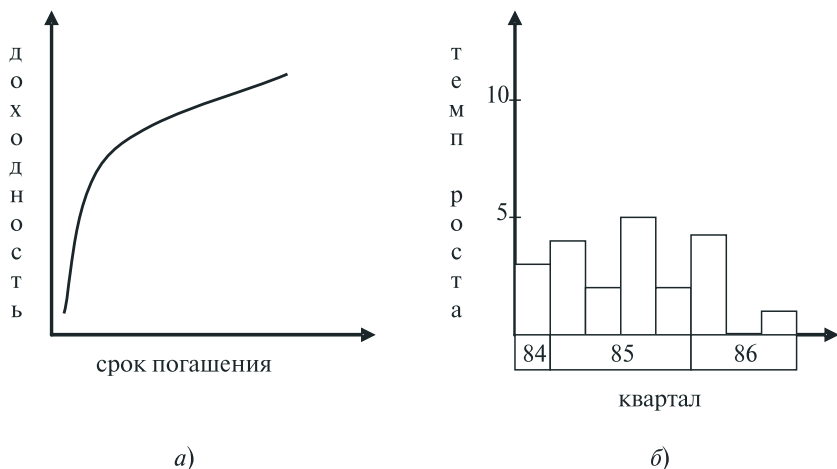 доходность
срок погашения
а)
темп роста
10
5
84 85 86
квартал
б)